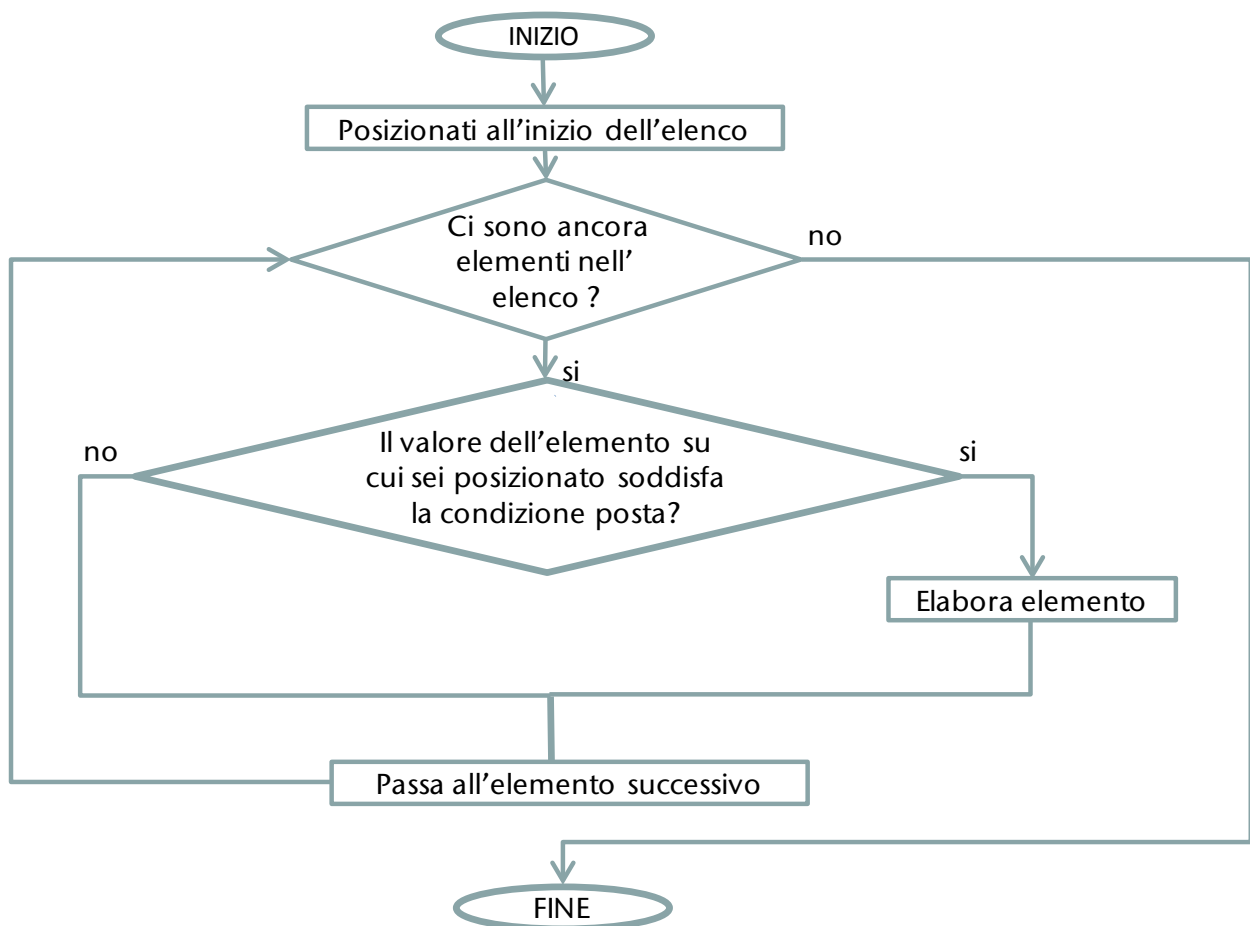 INIZIO
Posizionati all’inizio dell’elenco
Ci sono ancora
elementi nell’
elenco ?
no
si
no
Il valore dell’elemento su
cui sei posizionato soddisfa
la condizione posta?
si
Elabora elemento
Passa all’elemento successivo
FINE